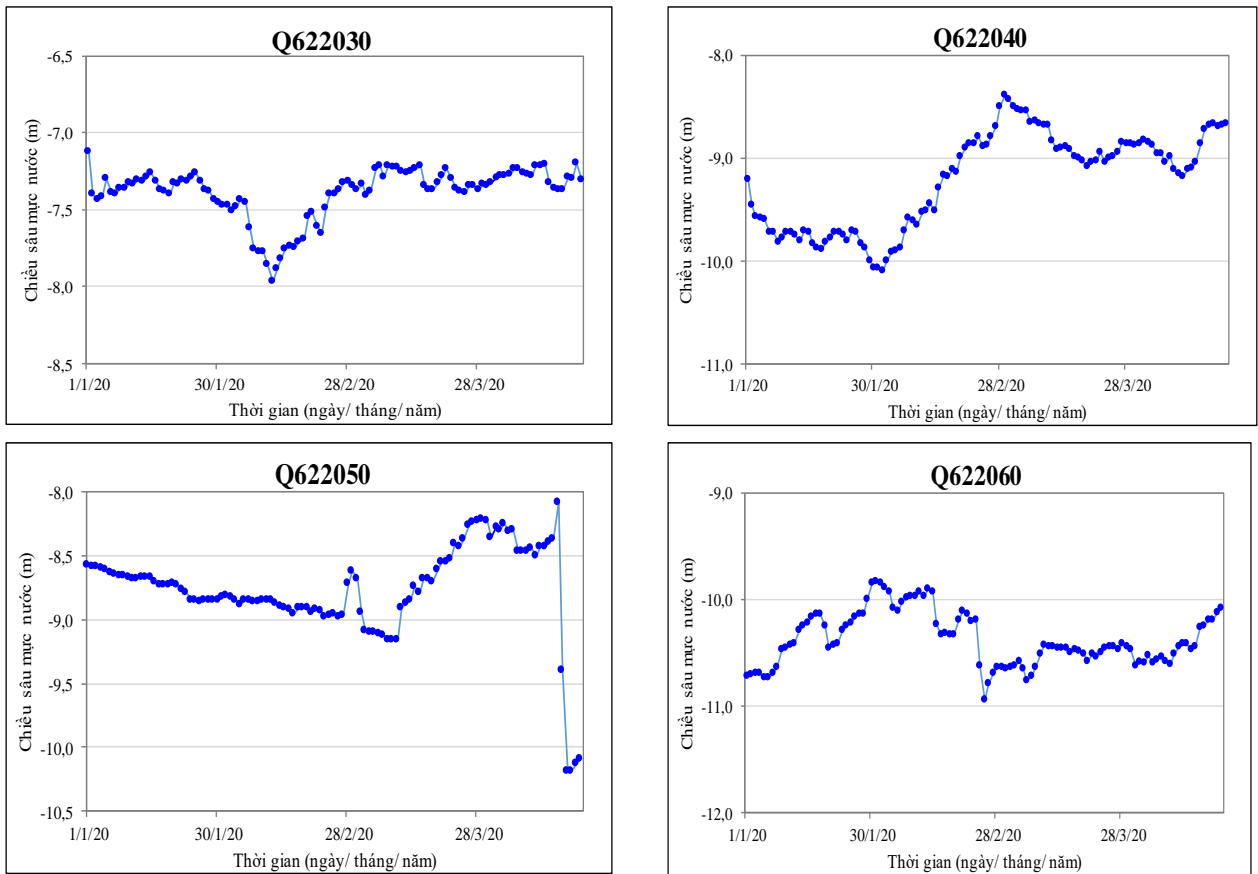 Q622030
Chiều sâu mực nước (m)
-6,5
-7,0
-7,5
-8,0
-8,5
1/1/20 30/1/20 28/2/20 28/3/20
Thời gian (ngày/ tháng/ năm)
Q622040
Chiều sâu mực nước (m)
-8,0
-9,0
-10,0
-11,0
1/1/20 30/1/20 28/2/20 28/3/20
Thời gian (ngày/ tháng/ năm)
Q622050
Chiều sâu mực nước (m)
-8,0
-8,5
-9,0
-9,5
-10,0
-10,5
1/1/20 30/1/20 28/2/20 28/3/20
Thời gian (ngày/ tháng/ năm)
Q622060
Chiều sâu mực nước (m)
-9,0
-10,0
-11,0
-12,0
1/1/20 30/1/20 28/2/20 28/3/20
Thời gian (ngày/ tháng/ năm)